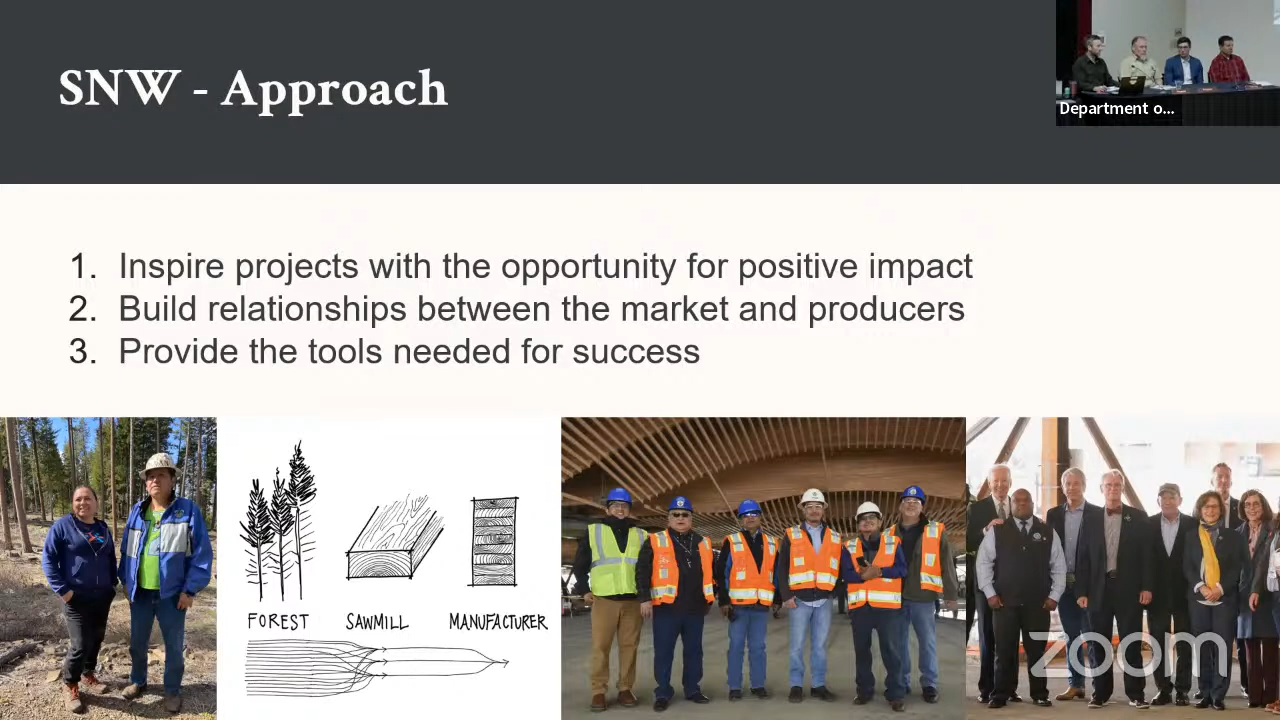 SNW - Approach
Department o...
1. Inspire projects with the opportunity for positive impact
2. Build relationships between the market and producers
3. Provide the tools needed for success
FOREST
SAWMILL
MANUFACTURER
zoom